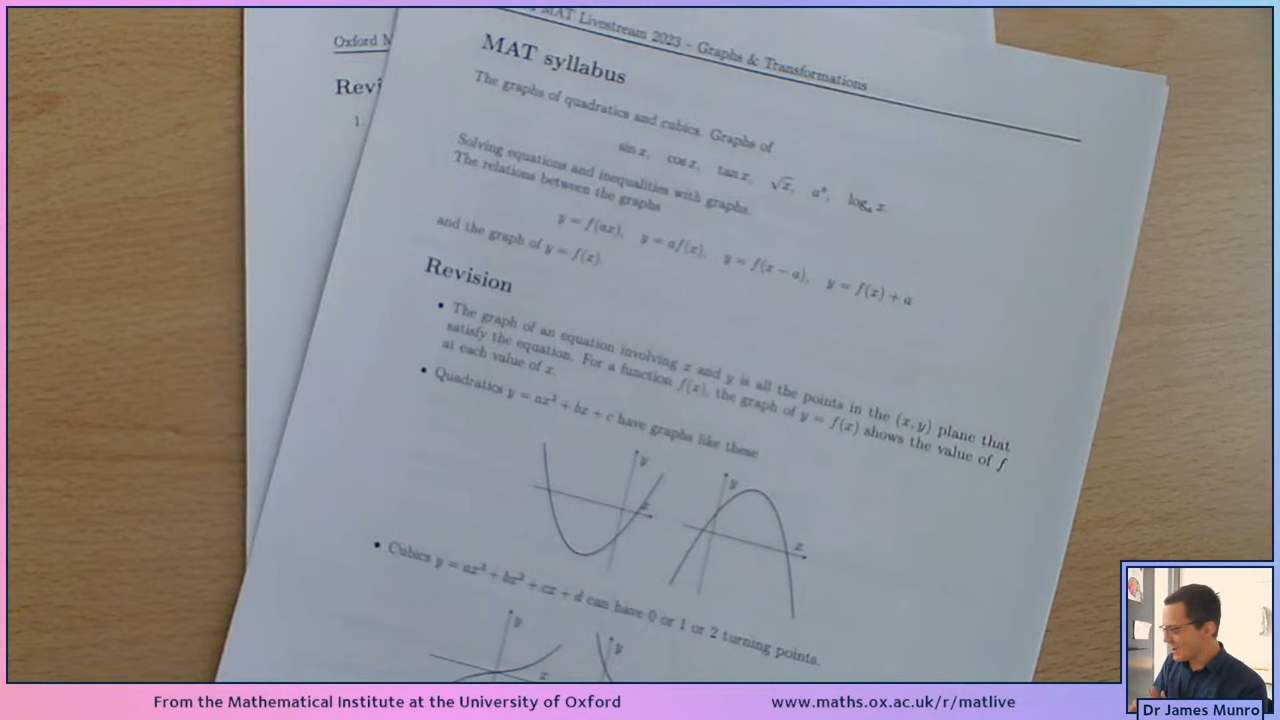 Oxford M
MAT Livestream 2023 – Graphs & Transformations
Revi
1.
MAT syllabus
The graphs of quadratics and cubics. Graphs of
sin x, cos x, tan x, √x, aˣ, logₐ x
Solving equations and inequalities with graphs.
The relations between the graphs
y = f(ax), y = af(x), y = f(x − a), y = f(x) + a
and the graph of y = f(x)
Revision
• The graph of an equation involving x and y is all the points in the (x, y) plane that
satisfy the equation. For a function f(x), the graph of y = f(x) shows the value of f
at each value of x.
• Quadratics y = ax² + bx + c have graphs like these
y
x
y
x
• Cubics y = ax³ + bx² + cx + d can have 0 or 1 or 2 turning points.
y
x
y
Dr James Munro
From the Mathematical Institute at the University of Oxford
www.maths.ox.ac.uk/r/matlive